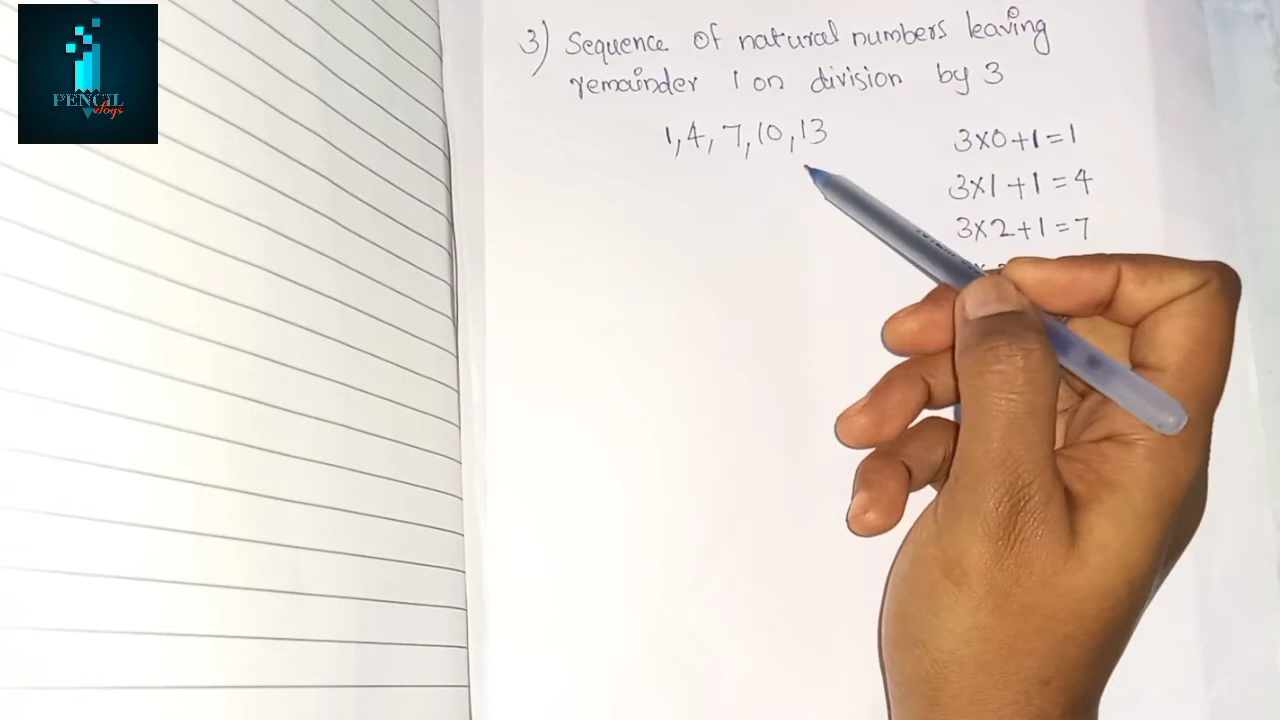 PENCIL
vlogs
3) Sequence of natural numbers leaving
remainder 1 on division by 3
1, 4, 7, 10, 13
3×0+1=1
3×1+1=4
3×2+1=7